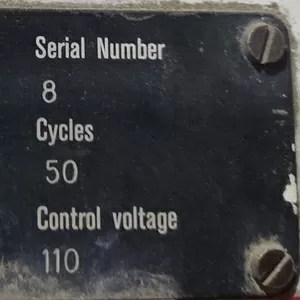 Serial Number
8
Cycles
50
Control voltage
110